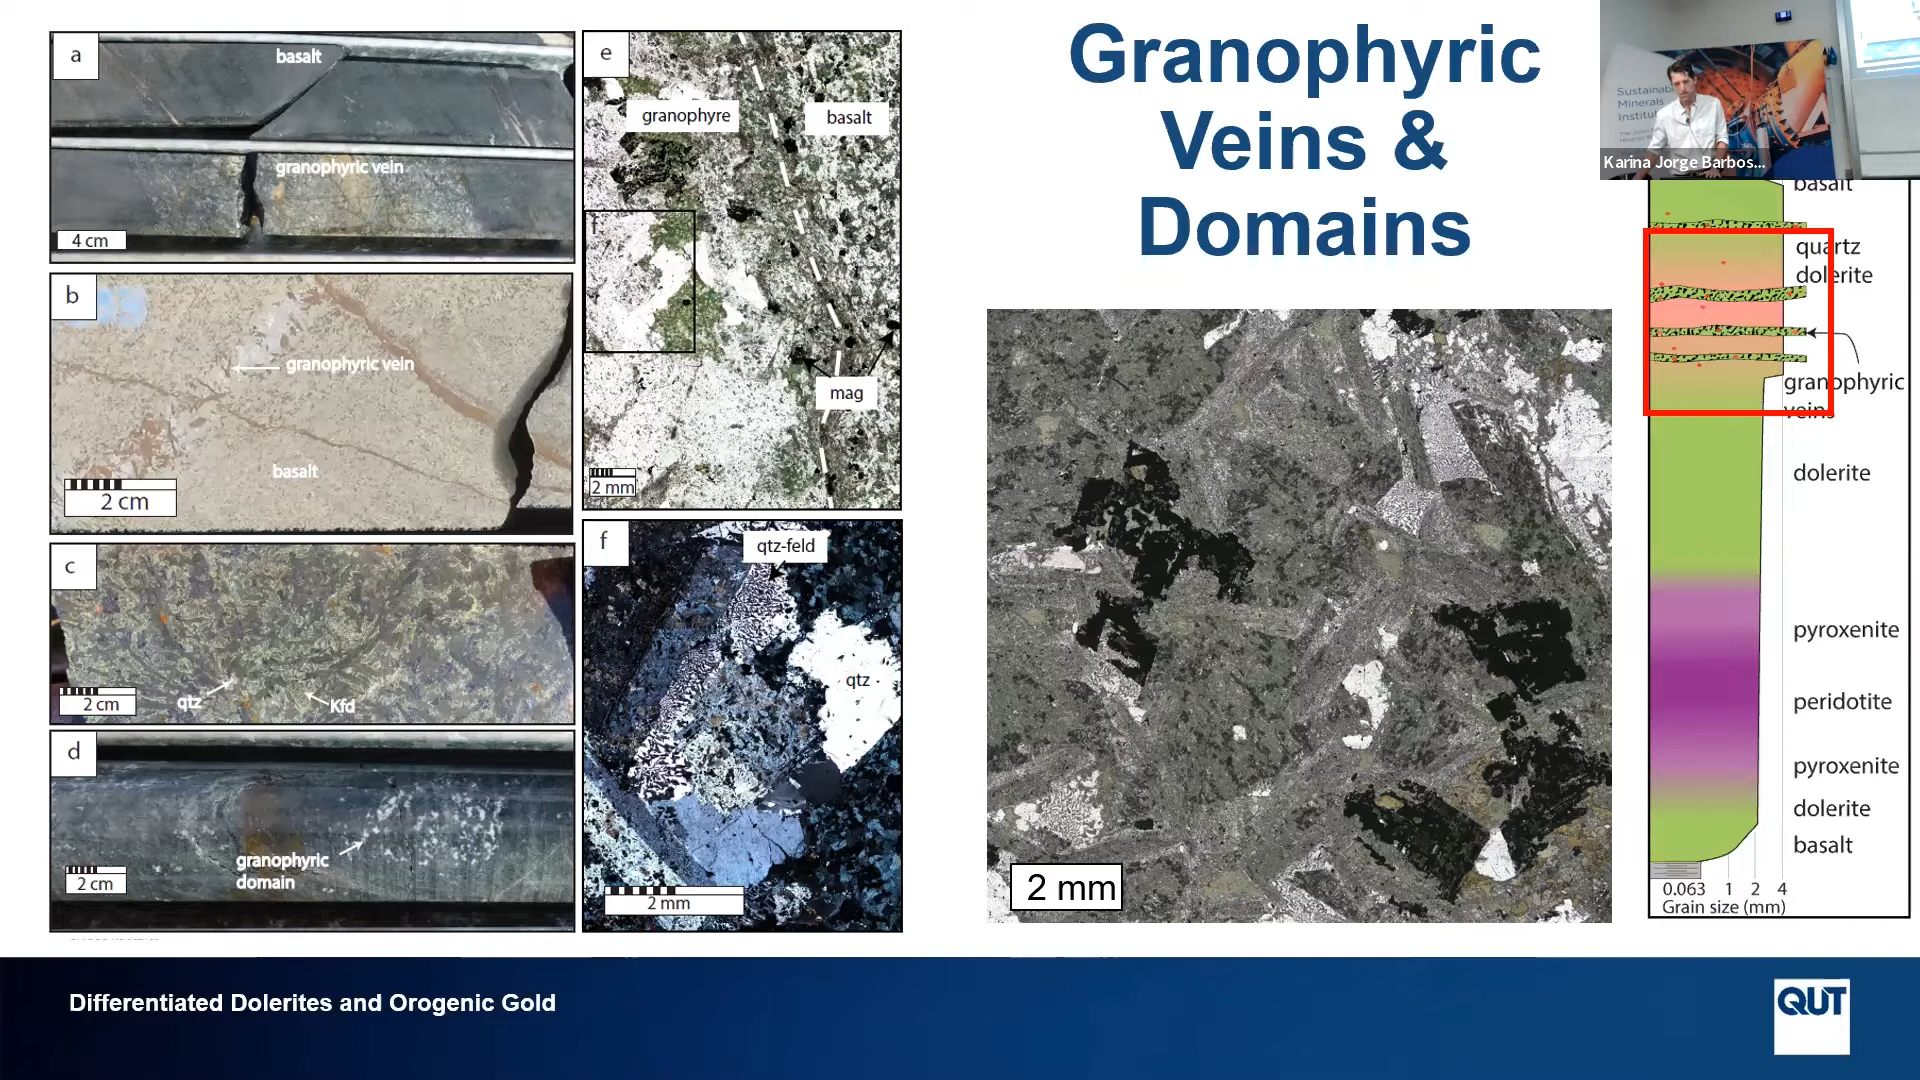 a
basalt
granophyric vein
4 cm
b
granophyric vein
basalt
2 cm
c
qtz
Kfd
2 cm
d
granophyric
domain
2 cm
e
granophyre
basalt
f
mag
2 mm
f
qtz-feld
qtz
2 mm
Granophyric
Veins &
Domains
2 mm
Sustainab
Minerals
Institu
Karina Jorge Barbos...
basalt
quartz
dolerite
granophyric
veins
dolerite
pyroxenite
peridotite
pyroxenite
dolerite
basalt
0.063 1 2 4
Grain size (mm)
Differentiated Dolerites and Orogenic Gold
QUT